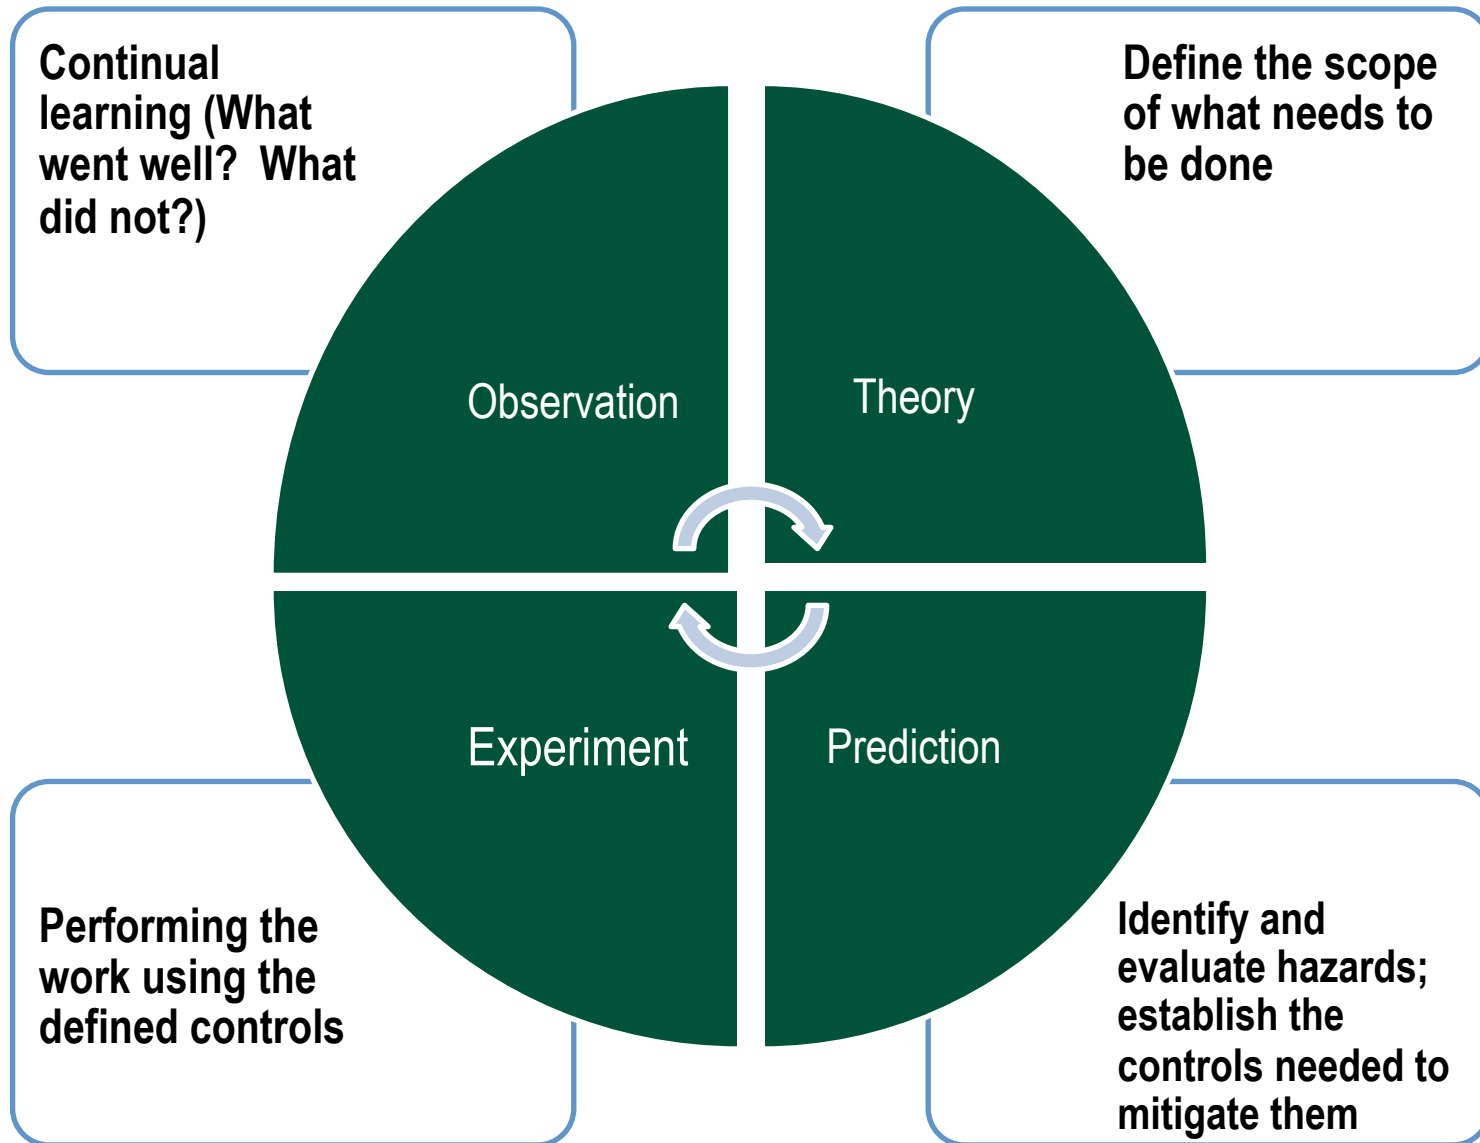 Continual
learning (What
went well?  What
did not?)
Define the scope
of what needs to
be done
Observation
Theory
Experiment
Prediction
Performing the
work using the
defined controls
Identify and
evaluate hazards;
establish the
controls needed to
mitigate them